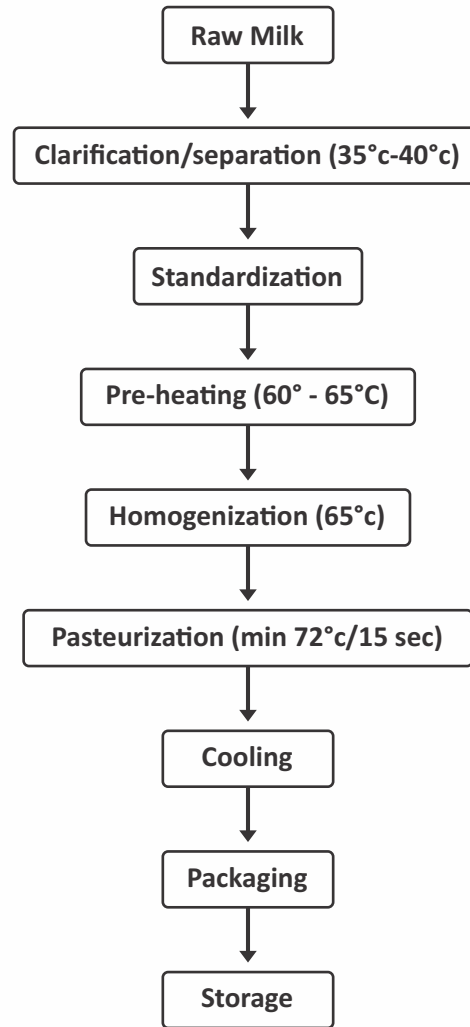 Raw Milk
Clarification/separation (35°c-40°c)
Standardization
Pre-heating (60° - 65°C)
Homogenization (65°c)
Pasteurization (min 72°c/15 sec)
Cooling
Packaging
Storage